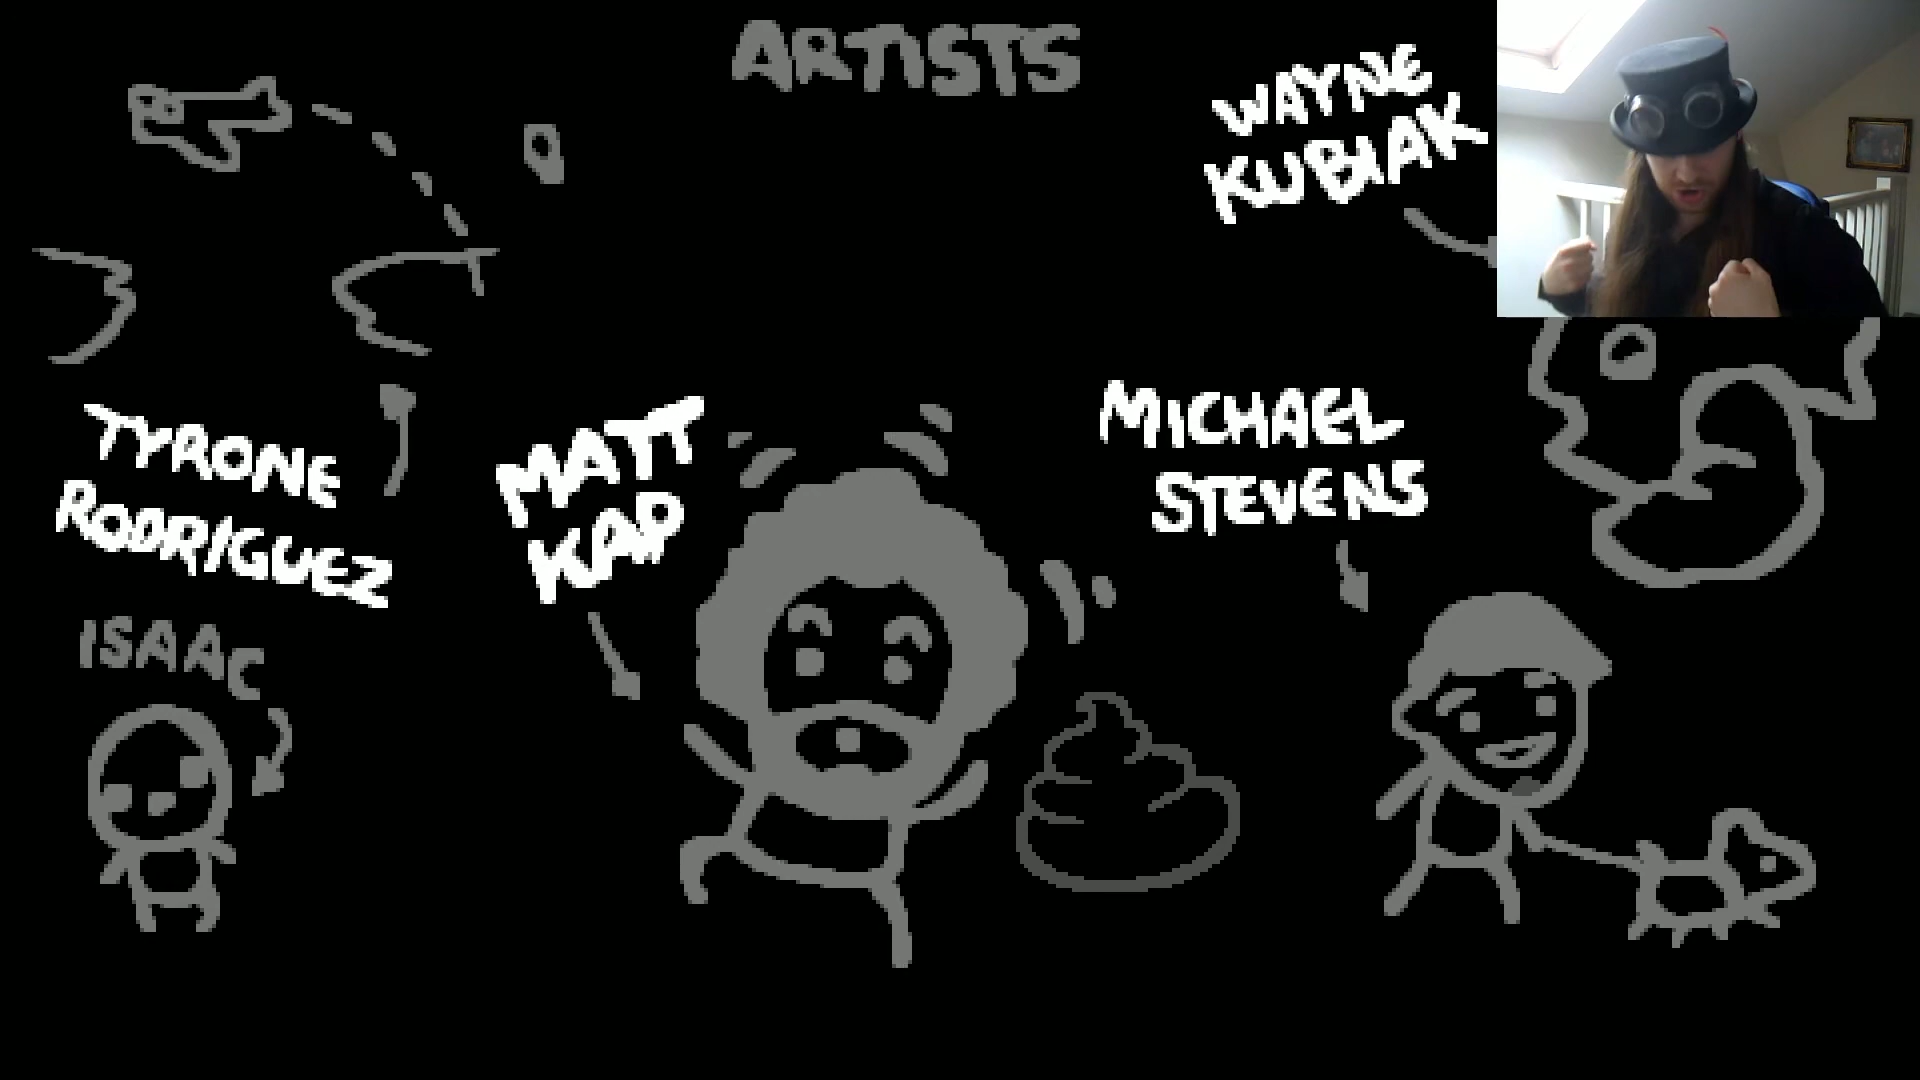 ARTISTS
WAYNE
KUBIAK
TYRONE
RODRIGUEZ
MATT
KAP
MICHAEL
STEVENS
ISAAC